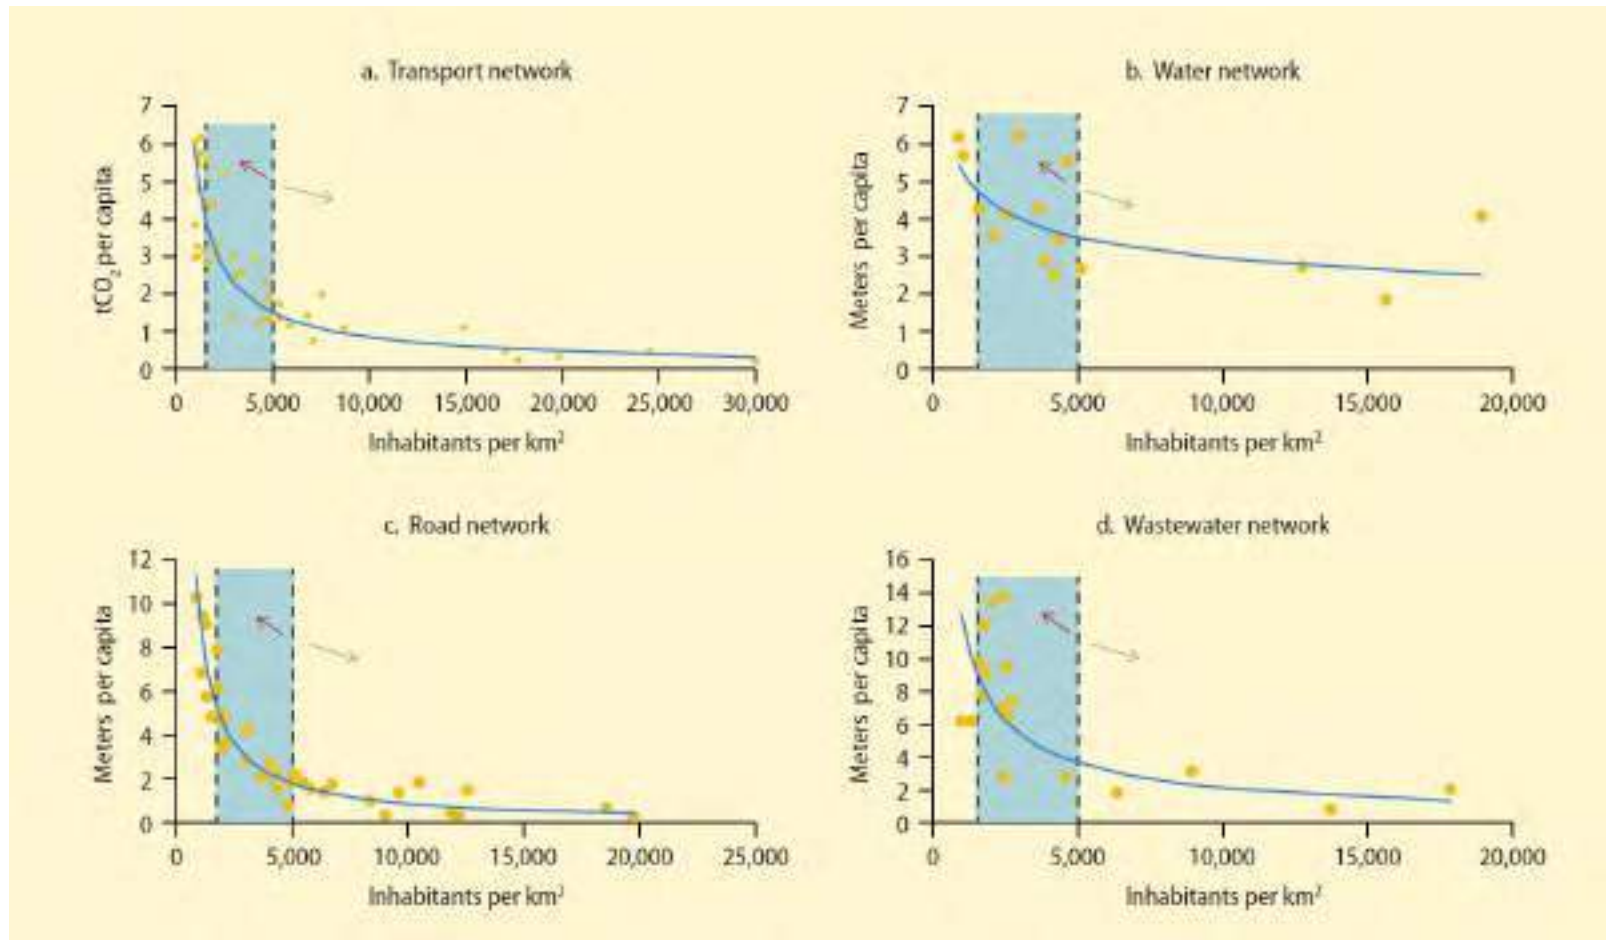 a. Transport network
7
6
5
4
3
2
1
0
tCO₂ per capita
0 5,000 10,000 15,000 20,000 25,000 30,000
Inhabitants per km²
b. Water network
7
6
5
4
3
2
1
0
Meters per capita
0 5,000 10,000 15,000 20,000
Inhabitants per km²
c. Road network
12
10
8
6
4
2
0
Meters per capita
0 5,000 10,000 15,000 20,000 25,000
Inhabitants per km²
d. Wastewater network
16
14
12
10
8
6
4
2
0
Meters per capita
0 5,000 10,000 15,000 20,000
Inhabitants per km²